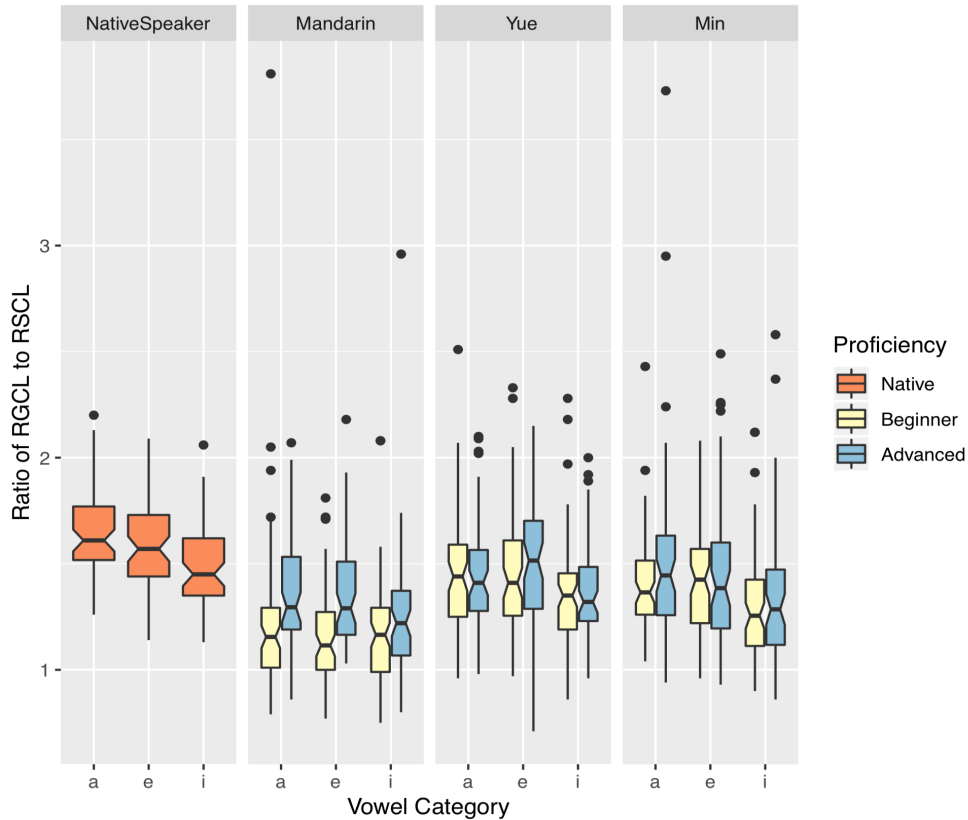 NativeSpeaker Mandarin Yue Min
Ratio of RGCL to RSCL
3
2
1
a e i a e i a e i a e i
Vowel Category
Proficiency
Native
Beginner
Advanced